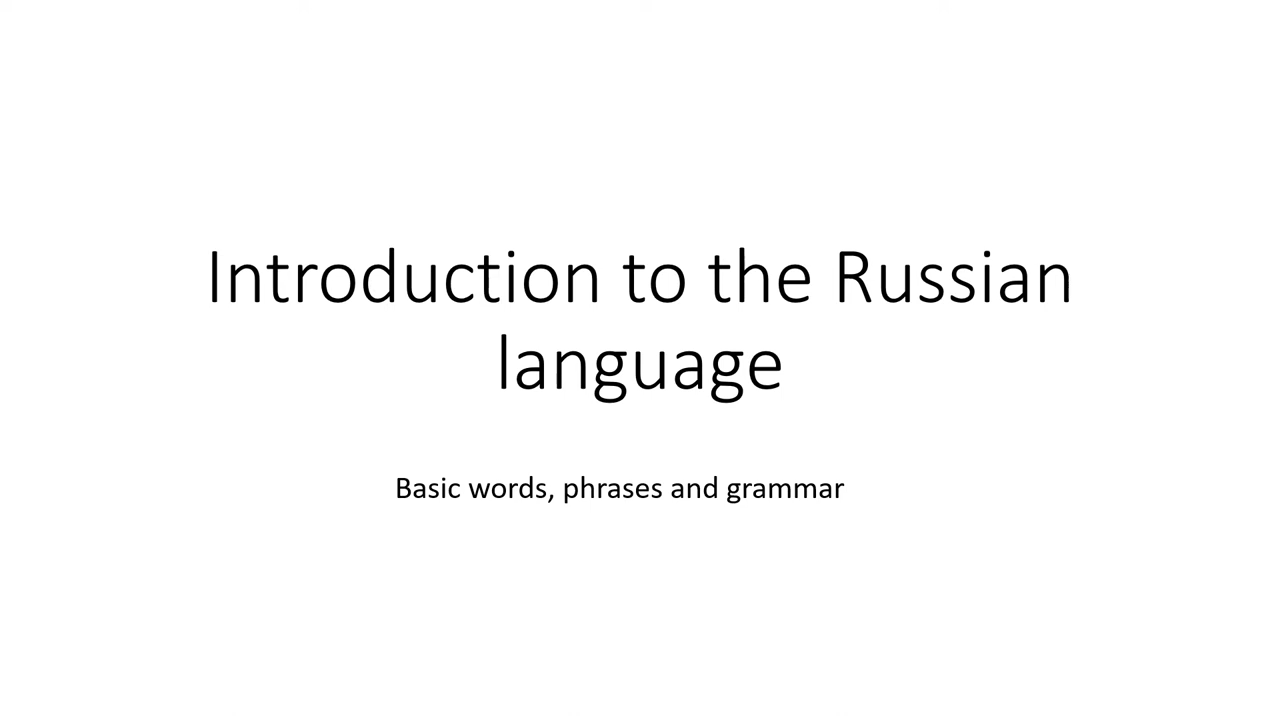 Introduction to the Russian
language
Basic words, phrases and grammar